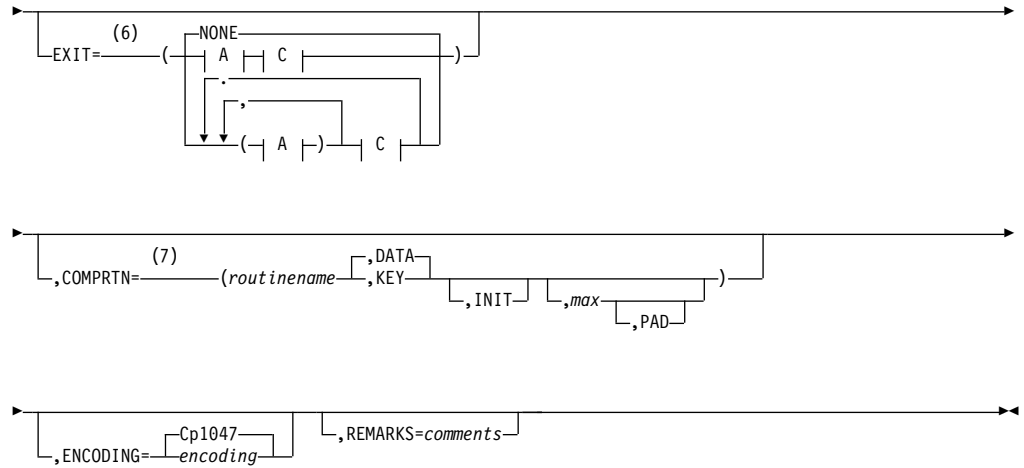 (6) NONE
EXIT= ( A C )
.
,
( A ) C
(7) ,DATA
,COMPRTN= (routinename ,KEY )
,INIT ,max
,PAD
Cp1047
,ENCODING= encoding ,REMARKS=comments